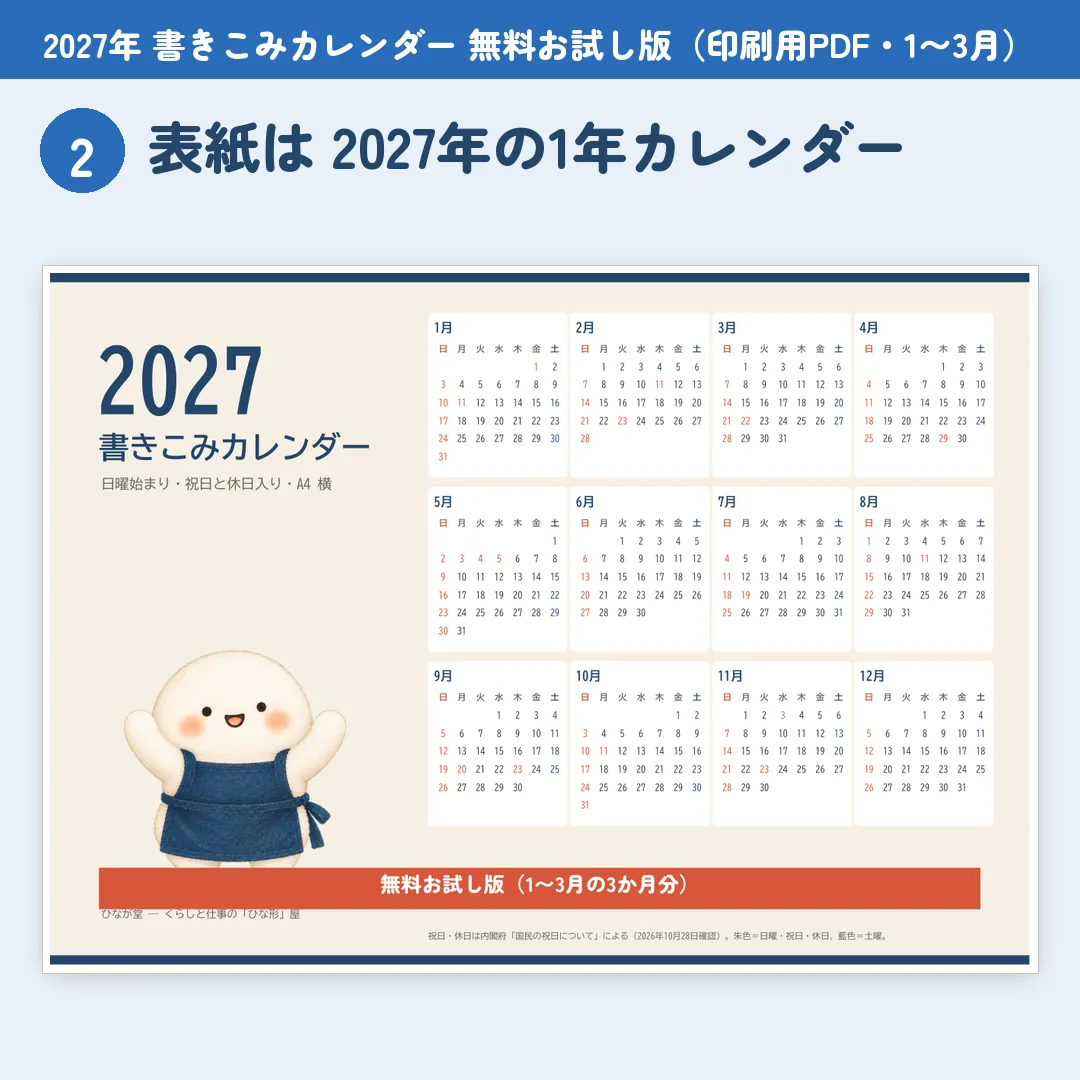 2027年 書きこみカレンダー 無料お試し版（印刷用PDF・1〜3月）
2 表紙は 2027年の1年カレンダー
2027
書きこみカレンダー
日曜始まり・祝日と休日入り・A4 横
1月
日 月 火 水 木 金 土
1 2
3 4 5 6 7 8 9
10 11 12 13 14 15 16
17 18 19 20 21 22 23
24 25 26 27 28 29 30
31
2月
日 月 火 水 木 金 土
1 2 3 4 5 6
7 8 9 10 11 12 13
14 15 16 17 18 19 20
21 22 23 24 25 26 27
28
3月
日 月 火 水 木 金 土
1 2 3 4 5 6
7 8 9 10 11 12 13
14 15 16 17 18 19 20
21 22 23 24 25 26 27
28 29 30 31
4月
日 月 火 水 木 金 土
1 2 3
4 5 6 7 8 9 10
11 12 13 14 15 16 17
18 19 20 21 22 23 24
25 26 27 28 29 30
5月
日 月 火 水 木 金 土
1
2 3 4 5 6 7 8
9 10 11 12 13 14 15
16 17 18 19 20 21 22
23 24 25 26 27 28 29
30 31
6月
日 月 火 水 木 金 土
1 2 3 4 5
6 7 8 9 10 11 12
13 14 15 16 17 18 19
20 21 22 23 24 25 26
27 28 29 30
7月
日 月 火 水 木 金 土
1 2 3
4 5 6 7 8 9 10
11 12 13 14 15 16 17
18 19 20 21 22 23 24
25 26 27 28 29 30 31
8月
日 月 火 水 木 金 土
1 2 3 4 5 6 7
8 9 10 11 12 13 14
15 16 17 18 19 20 21
22 23 24 25 26 27 28
29 30 31
9月
日 月 火 水 木 金 土
1 2 3 4
5 6 7 8 9 10 11
12 13 14 15 16 17 18
19 20 21 22 23 24 25
26 27 28 29 30
10月
日 月 火 水 木 金 土
1 2
3 4 5 6 7 8 9
10 11 12 13 14 15 16
17 18 19 20 21 22 23
24 25 26 27 28 29 30
31
11月
日 月 火 水 木 金 土
1 2 3 4 5 6
7 8 9 10 11 12 13
14 15 16 17 18 19 20
21 22 23 24 25 26 27
28 29 30
12月
日 月 火 水 木 金 土
1 2 3 4
5 6 7 8 9 10 11
12 13 14 15 16 17 18
19 20 21 22 23 24 25
26 27 28 29 30 31
無料お試し版（1〜3月の3か月分）
ひなが堂 — くらしと仕事の「ひな形」屋
祝日・休日は内閣府「国民の祝日について」による（2026年10月28日確認）。朱色＝日曜・祝日・休日、藍色＝土曜。